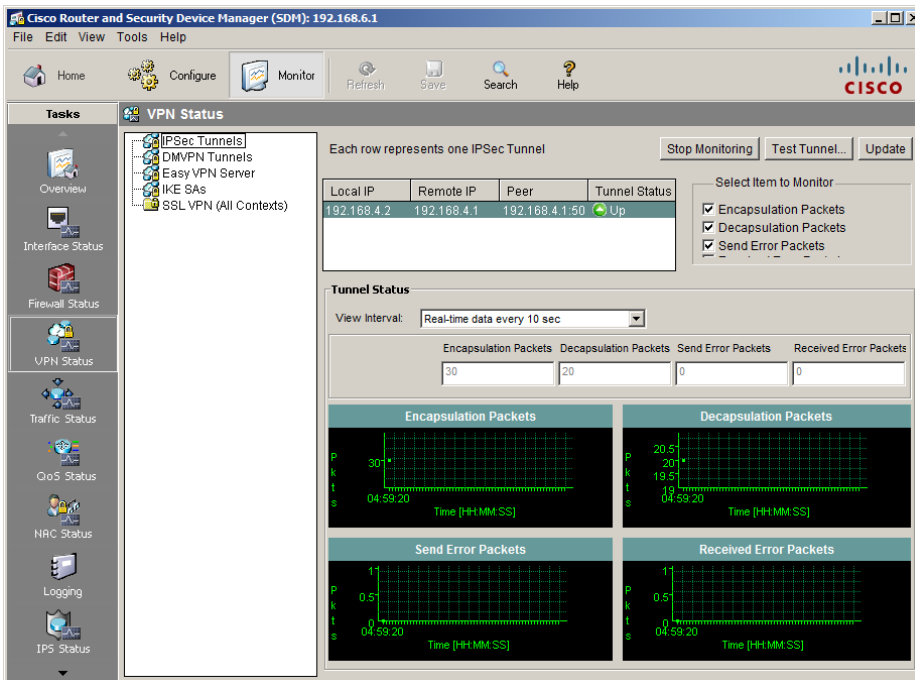 Cisco Router and Security Device Manager (SDM): 192.168.6.1
File Edit View Tools Help
Home Configure Monitor Refresh Save Search Help
CISCO
Tasks
VPN Status
Overview
Interface Status
Firewall Status
VPN Status
Traffic Status
QoS Status
NAC Status
Logging
IPS Status
IPSec Tunnels
DMVPN Tunnels
Easy VPN Server
IKE SAs
SSL VPN (All Contexts)
Each row represents one IPSec Tunnel
Stop Monitoring Test Tunnel... Update
Local IP Remote IP Peer Tunnel Status
192.168.4.2 192.168.4.1 192.168.4.1:50 Up
Select Item to Monitor
Encapsulation Packets
Decapsulation Packets
Send Error Packets
Tunnel Status
View Interval: Real-time data every 10 sec
Encapsulation Packets Decapsulation Packets Send Error Packets Received Error Packets
30 20 0 0
Encapsulation Packets
Pkts
30
04:59:20
Time [HH:MM:SS]
Decapsulation Packets
Pkts
20.5
20
19.5
19
04:59:20
Time [HH:MM:SS]
Send Error Packets
Pkts
1
0.5
0
04:59:20
Time [HH:MM:SS]
Received Error Packets
Pkts
1
0.5
0
04:59:20
Time [HH:MM:SS]